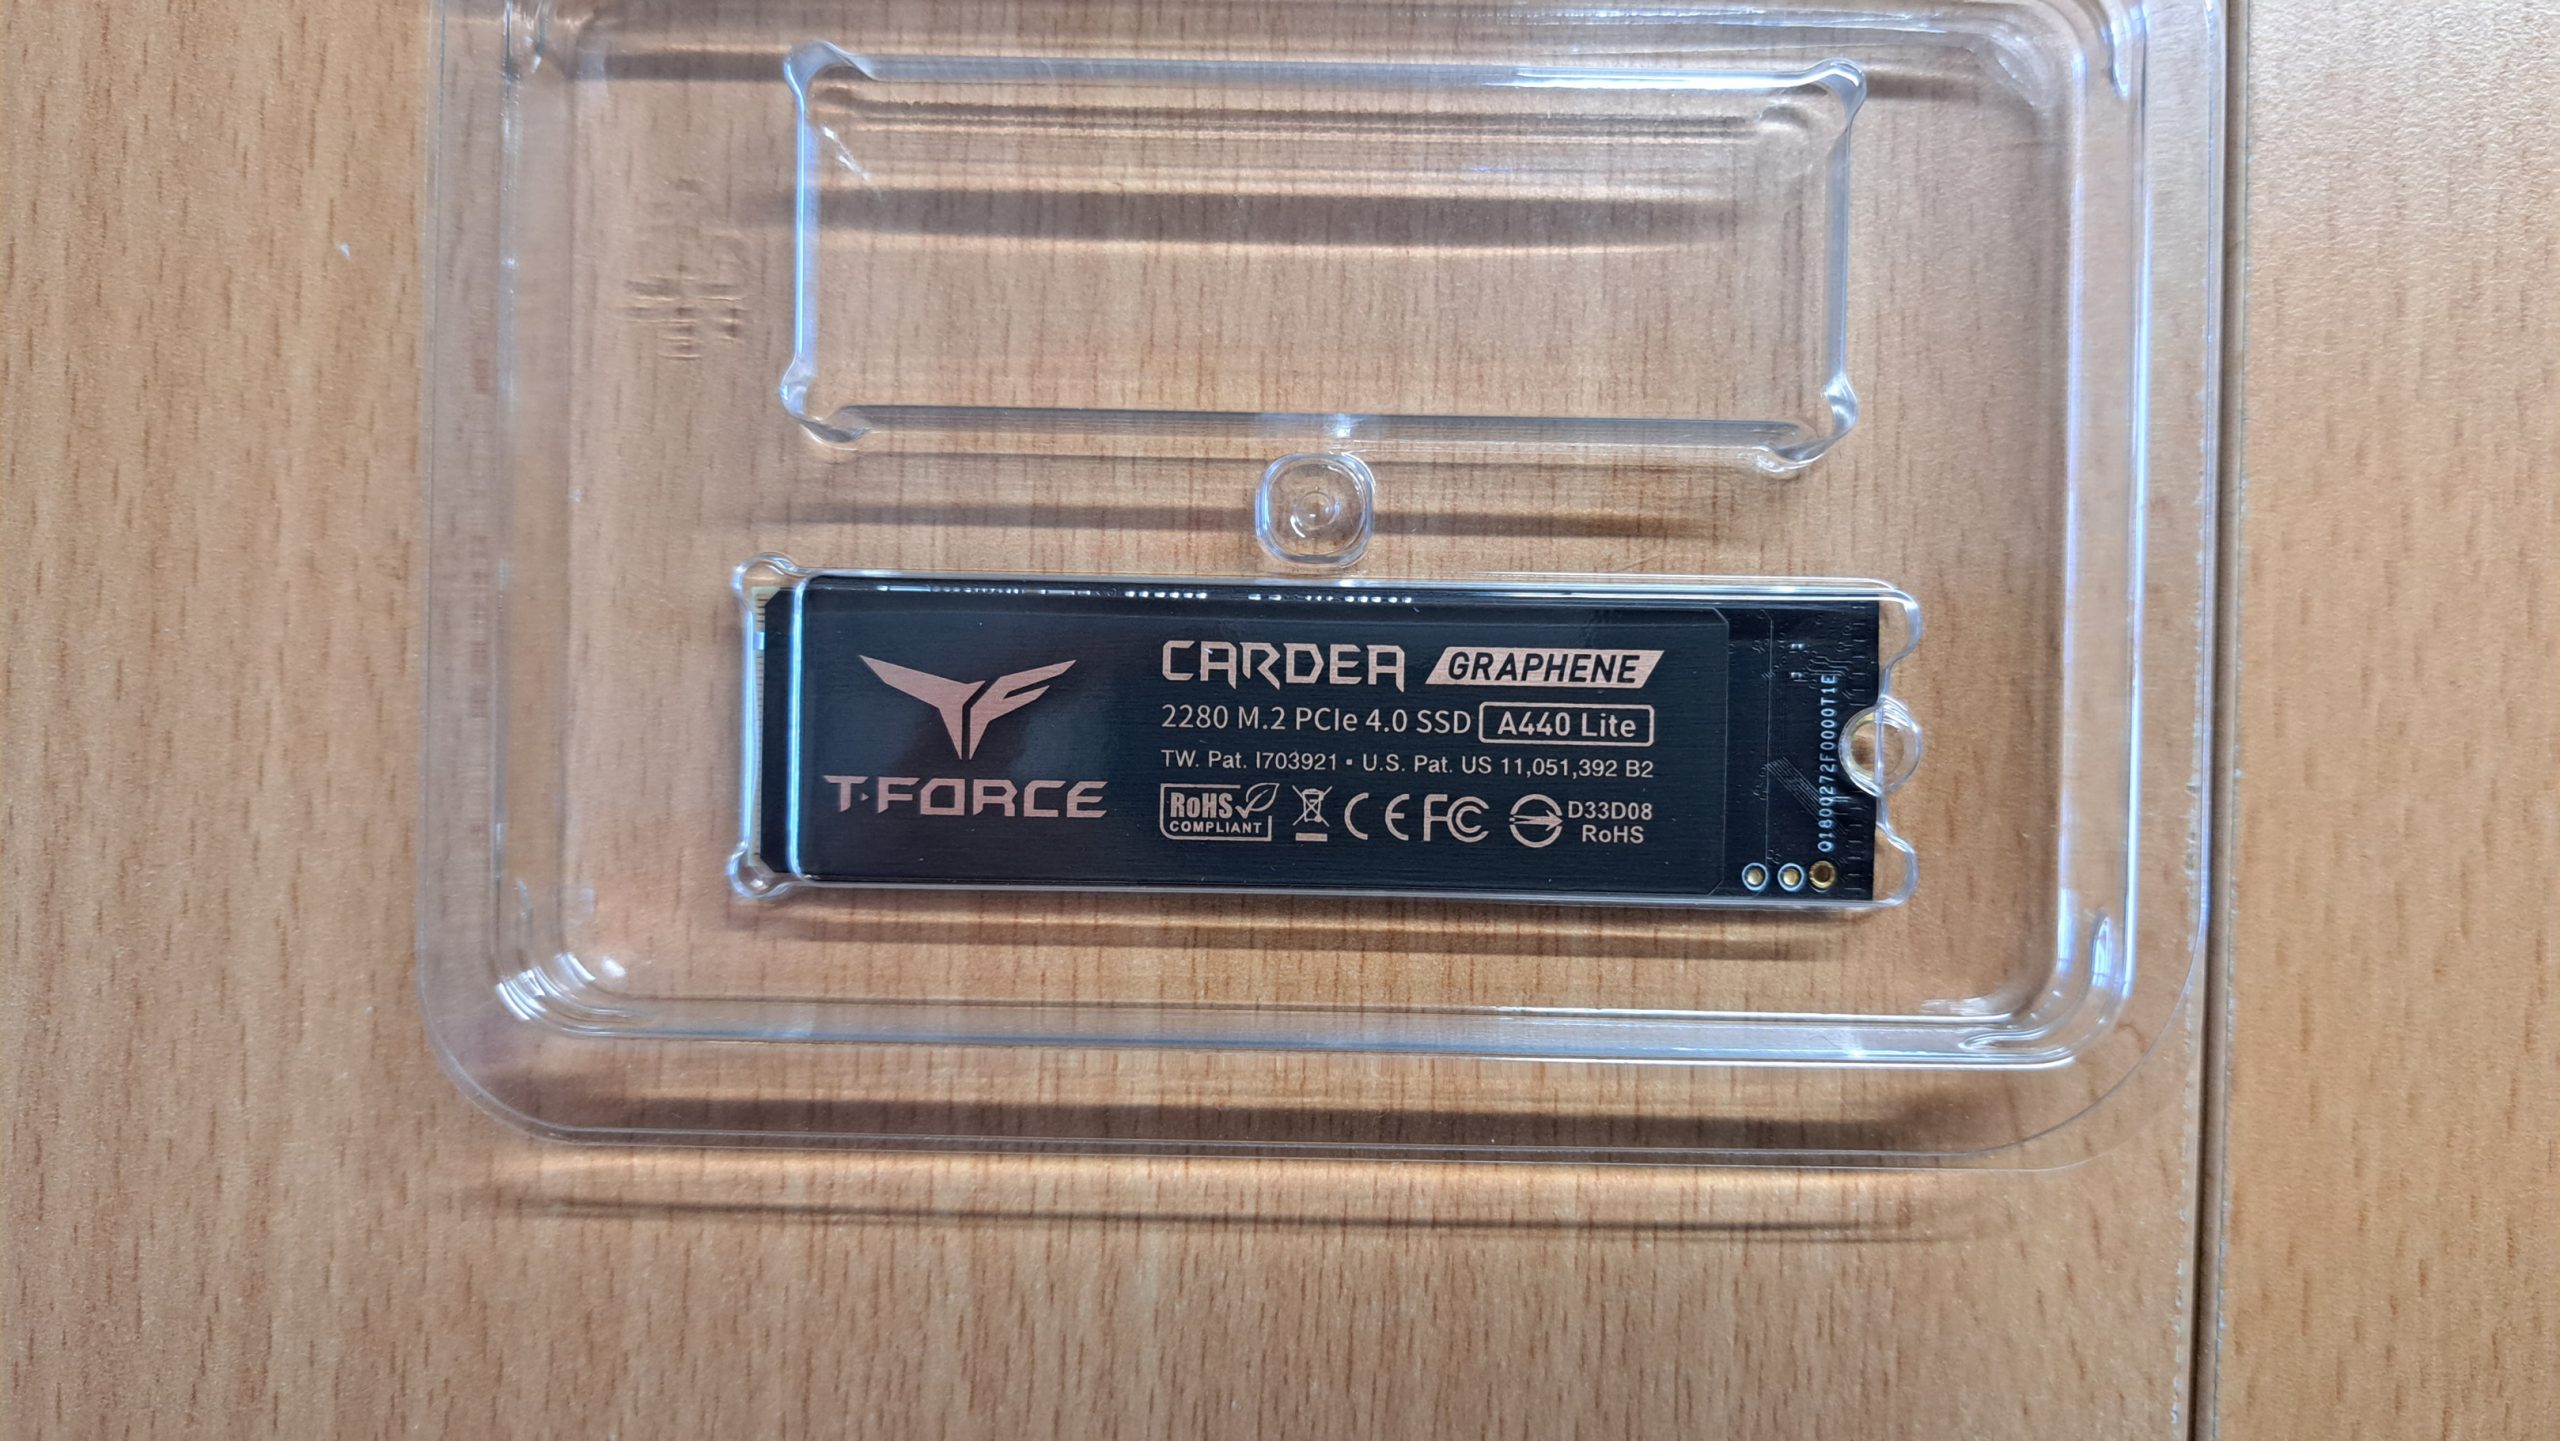 T-FORCE
CARDEA GRAPHENE
2280 M.2 PCIe 4.0 SSD A440 Lite
TW. Pat. I703921 • U.S. Pat. US 11,051,392 B2
RoHS
COMPLIANT
CE FC
D33D08
RoHS
Q1800272F0000T1E